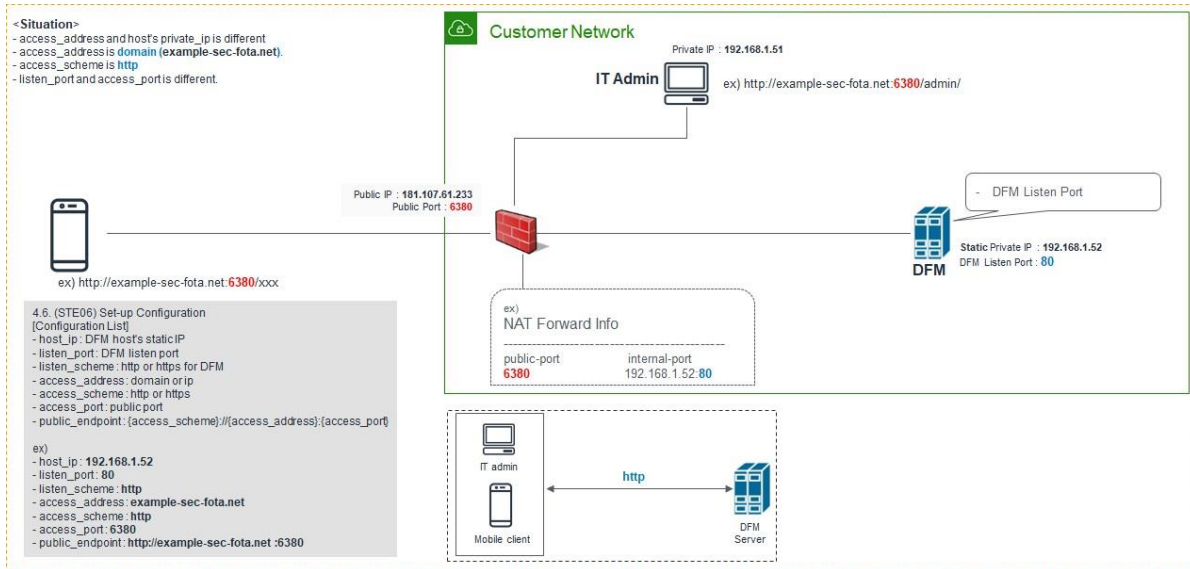 <Situation>
- access_address and host's private_ip is different
- access_address is domain (example-sec-fota.net).
- access_scheme is http
- listen_port and access_port is different.
Customer Network
Private IP : 192.168.1.51
IT Admin
ex) http://example-sec-fota.net:6380/admin/
Public IP : 181.107.61.233
Public Port : 6380
- DFM Listen Port
Static Private IP : 192.168.1.52
DFM Listen Port : 80
DFM
ex) http://example-sec-fota.net:6380/xxx
ex)
NAT Forward Info
------------------------------------------------
public-port internal-port
6380 192.168.1.52:80
4.6. (STE06) Set-up Configuration
[Configuration List]
- host_ip : DFM host's static IP
- listen_port : DFM listen port
- listen_scheme : http or https for DFM
- access_address : domain or ip
- access_scheme : http or https
- access_port : public port
- public_endpoint : {access_scheme}://{access_address}:{access_port}
ex)
- host_ip : 192.168.1.52
- listen_port : 80
- listen_scheme : http
- access_address : example-sec-fota.net
- access_scheme : http
- access_port : 6380
- public_endpoint : http://example-sec-fota.net :6380
IT admin
http
Mobile client
DFM
Server